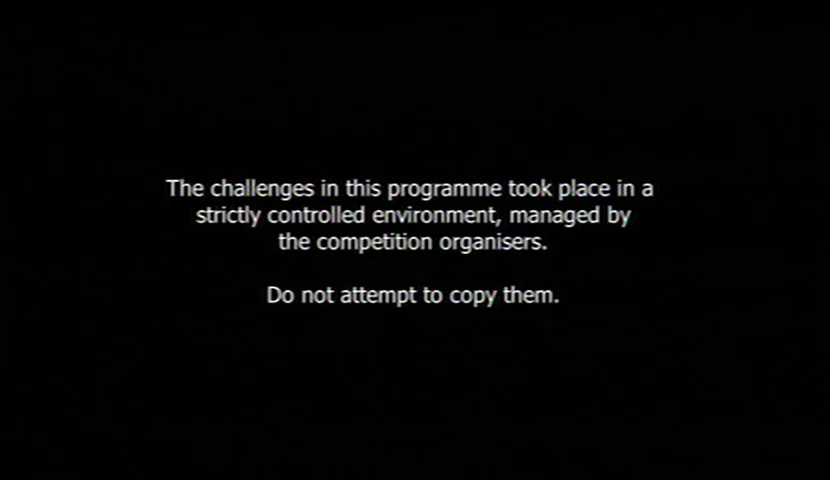 The challenges in this programme took place in a
strictly controlled environment, managed by
the competition organisers.
Do not attempt to copy them.